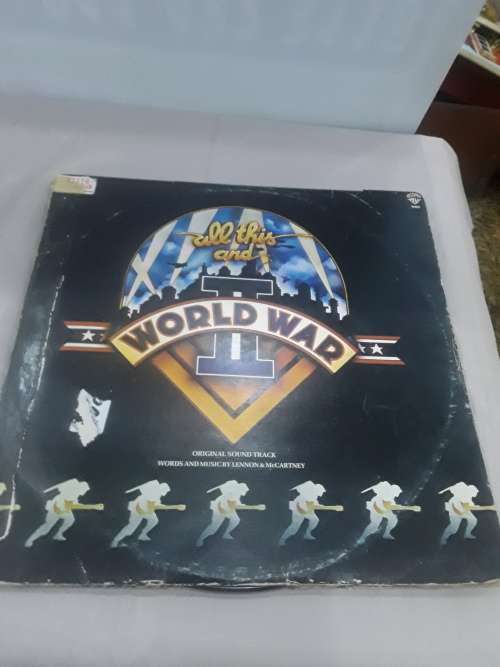 all this
and
WORLD WAR
II
ORIGINAL SOUND TRACK
WORDS AND MUSIC BY LENNON & McCARTNEY